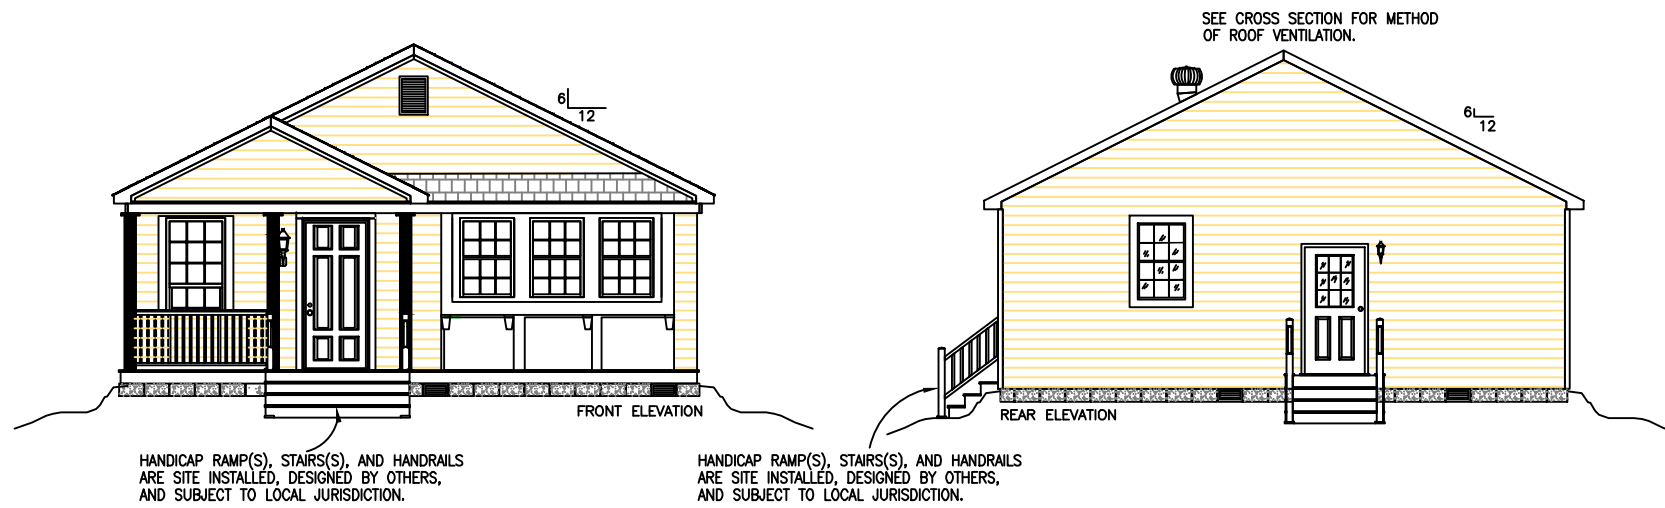 SEE CROSS SECTION FOR METHOD
OF ROOF VENTILATION.
6
12
6
12
FRONT ELEVATION
REAR ELEVATION
HANDICAP RAMP(S), STAIRS(S), AND HANDRAILS
ARE SITE INSTALLED, DESIGNED BY OTHERS,
AND SUBJECT TO LOCAL JURISDICTION.
HANDICAP RAMP(S), STAIRS(S), AND HANDRAILS
ARE SITE INSTALLED, DESIGNED BY OTHERS,
AND SUBJECT TO LOCAL JURISDICTION.